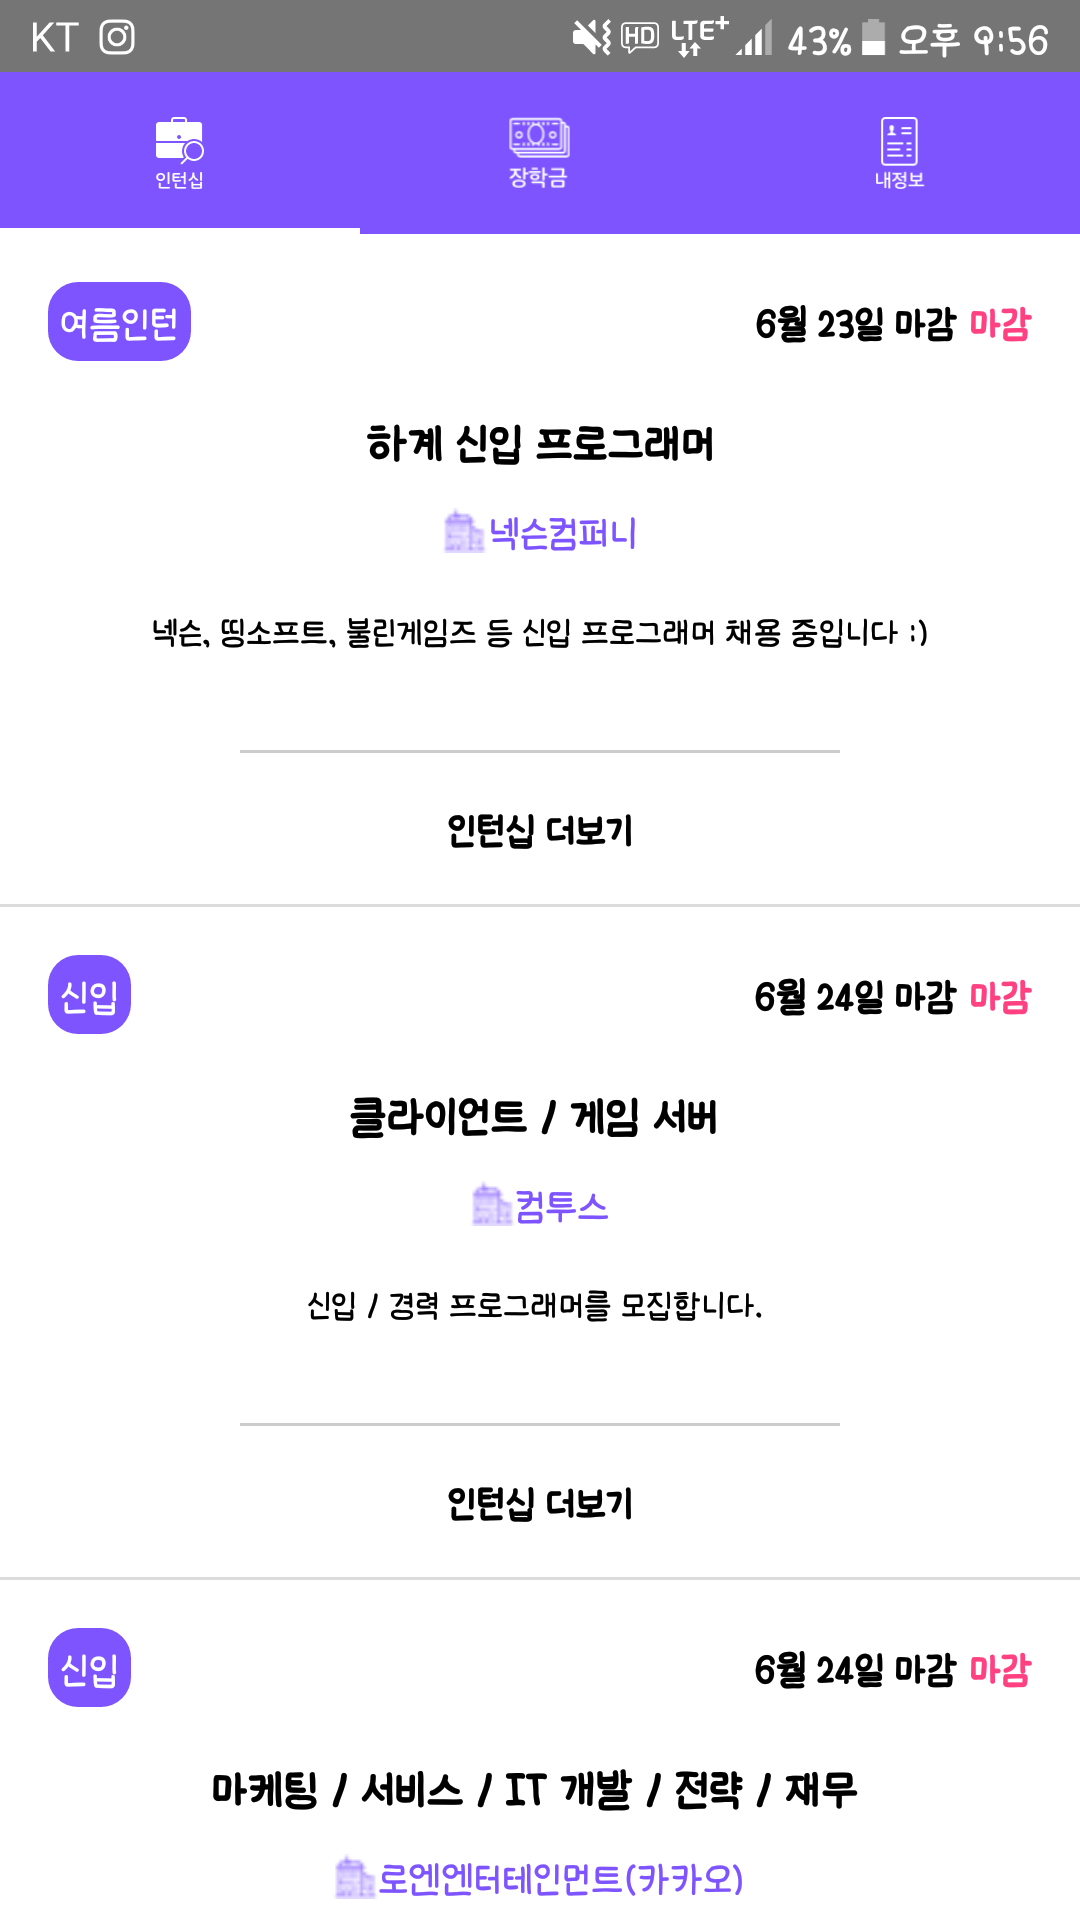 KT HD LTE+ 43% 오후 9:56
인턴십 장학금 내정보
여름인턴 6월 23일 마감 마감
하계 신입 프로그래머
넥슨컴퍼니
넥슨, 띵소프트, 불린게임즈 등 신입 프로그래머 채용 중입니다 :)
인턴십 더보기
신입 6월 24일 마감 마감
클라이언트 / 게임 서버
컴투스
신입 / 경력 프로그래머를 모집합니다.
인턴십 더보기
신입 6월 24일 마감 마감
마케팅 / 서비스 / IT 개발 / 전략 / 재무
로엔엔터테인먼트(카카오)